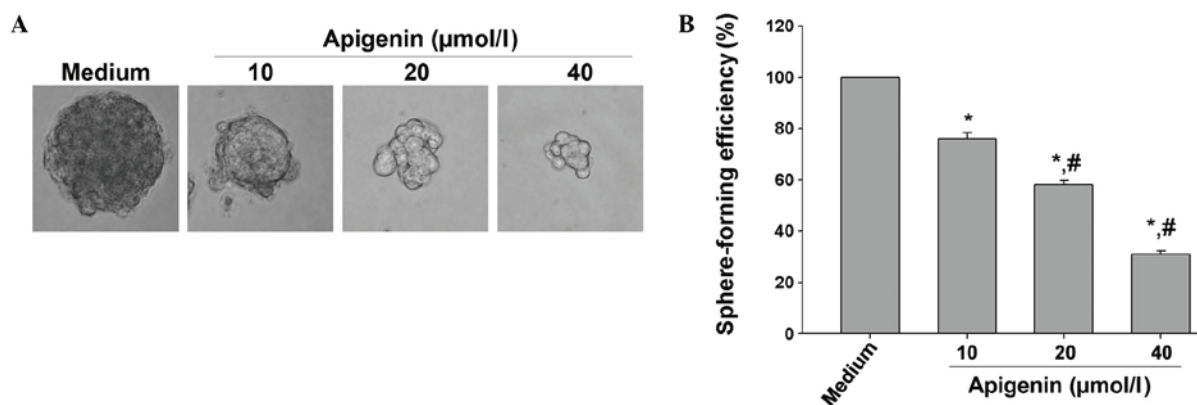 A
Apigenin (µmol/l)
Medium 10 20 40
B
Sphere-forning efficiency (%)
120
100
80
60
40
20
0
*
*,#
*,#
Medium 10 20 40
Apigenin (µmol/l)